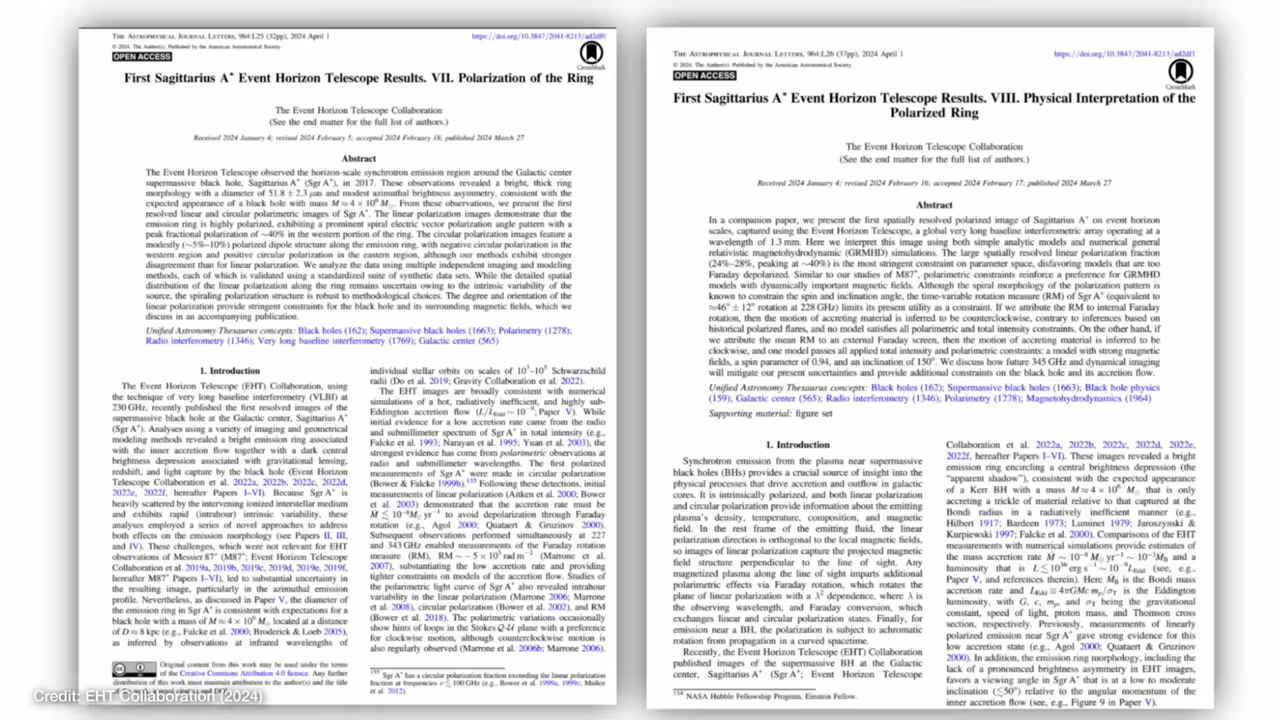 THE ASTROPHYSICAL JOURNAL LETTERS, 964:L25 (32pp), 2024 April 1
https://doi.org/10.3847/2041-8213/ad2df0
© 2024. The Author(s). Published by the American Astronomical Society.
OPEN ACCESS
CrossMark
First Sagittarius A* Event Horizon Telescope Results. VII. Polarization of the Ring
The Event Horizon Telescope Collaboration
(See the end matter for the full list of authors.)
Received 2024 January 4; revised 2024 February 5; accepted 2024 February 18; published 2024 March 27
Abstract
The Event Horizon Telescope observed the horizon-scale synchrotron emission region around the Galactic center
supermassive black hole, Sagittarius A* (Sgr A*), in 2017. These observations revealed a bright, thick ring
morphology with a diameter of 51.8 ± 2.3 μas and modest azimuthal brightness asymmetry, consistent with the
expected appearance of a black hole with mass M ≈ 4 × 10⁶ M☉. From these observations, we present the first
resolved linear and circular polarimetric images of Sgr A*. The linear polarization images demonstrate that the
emission ring is highly polarized, exhibiting a prominent spiral electric vector polarization angle pattern with a
peak fractional polarization of ~40% in the western portion of the ring. The circular polarization images feature a
modestly (~5%–10%) polarized dipole structure along the emission ring, with negative circular polarization in the
western region and positive circular polarization in the eastern region, although our methods exhibit stronger
disagreement than for linear polarization. We analyze the data using multiple independent imaging and modeling
methods, each of which is validated using a standardized suite of synthetic data sets. While the detailed spatial
distribution of the linear polarization along the ring remains uncertain owing to the intrinsic variability of the
source, the spiraling polarization structure is robust to methodological choices. The degree and orientation of the
linear polarization provide stringent constraints for the black hole and its surrounding magnetic fields, which we
discuss in an accompanying publication.
Unified Astronomy Thesaurus concepts: Black holes (162); Supermassive black holes (1663); Polarimetry (1278);
Radio interferometry (1346); Very long baseline interferometry (1769); Galactic center (565)
1. Introduction
The Event Horizon Telescope (EHT) Collaboration, using
the technique of very long baseline interferometry (VLBI) at
230 GHz, recently published the first resolved images of the
supermassive black hole at the Galactic center, Sagittarius A*
(Sgr A*). Analyses using a variety of imaging and geometrical
modeling methods revealed a bright emission ring associated
with the inner accretion flow together with a dark central
brightness depression associated with gravitational lensing,
redshift, and light capture by the black hole (Event Horizon
Telescope Collaboration et al. 2022a, 2022b, 2022c, 2022d,
2022e, 2022f, hereafter Papers I–VI). Because Sgr A* is
heavily scattered by the intervening ionized interstellar medium
and exhibits rapid (intrahour) intrinsic variability, these
analyses employed a series of novel approaches to address
both effects on the emission morphology (see Papers II, III,
and IV). These challenges, which were not relevant for EHT
observations of Messier 87* (M87*; Event Horizon Telescope
Collaboration et al. 2019a, 2019b, 2019c, 2019d, 2019e, 2019f,
hereafter M87* Papers I–VI), led to substantial uncertainty in
the resulting image, particularly in the azimuthal profile.
Nevertheless, as discussed in Paper V, the diameter of the
emission ring in Sgr A* is consistent with expectations for a
black hole with a mass of M ≈ 4 × 10⁶ M☉ located at a distance
of D ≈ 8 kpc (e.g., Falcke et al. 2000; Broderick & Loeb 2005),
as inferred by observations at infrared wavelengths of
Original content from this work may be used under the terms
of the Creative Commons Attribution 4.0 licence. Any further
distribution of this work must maintain attribution to the author(s) and the title
individual stellar orbits on scales of 10³–10⁵ Schwarzschild
radii (Do et al. 2019; Gravity Collaboration et al. 2022).
The EHT images are broadly consistent with numerical
simulations of a hot, radiatively inefficient, and highly sub-
Eddington accretion flow (L/LEdd ~ 10⁻⁹; Paper V). While
initial evidence for a low accretion rate came from the radio
and submillimeter spectrum of Sgr A* in total intensity (e.g.,
Falcke et al. 1993; Narayan et al. 1995; Yuan et al. 2003), the
strongest evidence has come from polarimetric observations at
radio and submillimeter wavelengths. The first polarized
measurements of Sgr A* were made in circular polarization
(Bower & Falcke 1999b).¹⁵⁵ Following these detections, initial
measurements of linear polarization (Aitken et al. 2000; Bower
et al. 2003) demonstrated that the accretion rate must be
Ṁ ≲ 10⁻⁸M☉ yr⁻¹ to avoid depolarization through Faraday
rotation (e.g., Agol 2000; Quataert & Gruzinov 2000).
Subsequent observations performed simultaneously at 227
and 343 GHz enabled measurements of the Faraday rotation
measure (RM), RM ~ − 5 × 10⁵ rad m⁻² (Marrone et al.
2007), substantiating the low accretion rate and providing
tighter constraints on models of the accretion flow. Studies of
the polarimetric light curve of Sgr A* also revealed intrahour
variability in the linear polarization (Marrone 2006; Marrone
et al. 2008), circular polarization (Bower et al. 2002), and RM
(Bower et al. 2018). The polarimetric variations occasionally
show hints of loops in the Stokes Q-U plane with a preference
for clockwise motion, although counterclockwise motion is
also regularly observed (Marrone et al. 2006b; Marrone 2006).
¹⁵⁵ Sgr A* has a circular polarization fraction exceeding the linear polarization
fraction at frequencies ν ≲ 100 GHz (e.g., Bower et al. 1999a, 1999c; Muñoz
et al. 2012).
Credit: EHT Collaboration (2024)
THE ASTROPHYSICAL JOURNAL LETTERS, 964:L26 (37pp), 2024 April 1
https://doi.org/10.3847/2041-8213/ad2df1
© 2024. The Author(s). Published by the American Astronomical Society.
OPEN ACCESS
CrossMark
First Sagittarius A* Event Horizon Telescope Results. VIII. Physical Interpretation of the
Polarized Ring
The Event Horizon Telescope Collaboration
(See the end matter for the full list of authors.)
Received 2024 January 4; revised 2024 February 16; accepted 2024 February 17; published 2024 March 27
Abstract
In a companion paper, we present the first spatially resolved polarized image of Sagittarius A* on event horizon
scales, captured using the Event Horizon Telescope, a global very long baseline interferometric array operating at a
wavelength of 1.3 mm. Here we interpret this image using both simple analytic models and numerical general
relativistic magnetohydrodynamic (GRMHD) simulations. The large spatially resolved linear polarization fraction
(24%–28%, peaking at ~40%) is the most stringent constraint on parameter space, disfavoring models that are too
Faraday depolarized. Similar to our studies of M87*, polarimetric constraints reinforce a preference for GRMHD
models with dynamically important magnetic fields. Although the spiral morphology of the polarization pattern is
known to constrain the spin and inclination angle, the time-variable rotation measure (RM) of Sgr A* (equivalent to
≈46° ± 12° rotation at 228 GHz) limits its present utility as a constraint. If we attribute the RM to internal Faraday
rotation, then the motion of accreting material is inferred to be counterclockwise, contrary to inferences based on
historical polarized flares, and no model satisfies all polarimetric and total intensity constraints. On the other hand, if
we attribute the mean RM to an external Faraday screen, then the motion of accreting material is inferred to be
clockwise, and one model passes all applied total intensity and polarimetric constraints: a model with strong magnetic
fields, a spin parameter of 0.94, and an inclination of 150°. We discuss how future 345 GHz and dynamical imaging
will mitigate our present uncertainties and provide additional constraints on the black hole and its accretion flow.
Unified Astronomy Thesaurus concepts: Black holes (162); Supermassive black holes (1663); Black hole physics
(159); Galactic center (565); Radio interferometry (1346); Polarimetry (1278); Magnetohydrodynamics (1964)
Supporting material: figure set
1. Introduction
Synchrotron emission from the plasma near supermassive
black holes (BHs) provides a crucial source of insight into the
physical processes that drive accretion and outflow in galactic
cores. It is intrinsically polarized, and both linear polarization
and circular polarization provide information about the emitting
plasma's density, temperature, composition, and magnetic
field. In the rest frame of the emitting fluid, the linear
polarization direction is orthogonal to the local magnetic fields,
so images of linear polarization capture the projected magnetic
field structure perpendicular to the line of sight. Any
magnetized plasma along the line of sight imparts additional
polarimetric effects via Faraday rotation, which rotates the
plane of linear polarization with a λ² dependence, where λ is
the observing wavelength, and Faraday conversion, which
exchanges linear and circular polarization states. Finally, for
emission near a BH, the polarization is subject to achromatic
rotation from propagation in a curved spacetime.
Recently, the Event Horizon Telescope (EHT) Collaboration
published images of the supermassive BH at the Galactic
center, Sagittarius A* (Sgr A*; Event Horizon Telescope
¹⁵⁴ NASA Hubble Fellowship Program, Einstein Fellow.
Collaboration et al. 2022a, 2022b, 2022c, 2022d, 2022e,
2022f, hereafter Papers I–VI). These images revealed a bright
emission ring encircling a central brightness depression (the
"apparent shadow"), consistent with the expected appearance
of a Kerr BH with a mass M ≈ 4 × 10⁶ M☉ that is only
accreting a trickle of material relative to that captured at the
Bondi radius in a radiatively inefficient manner (e.g.,
Hilbert 1917; Bardeen 1973; Luminet 1979; Jaroszyński &
Kurpiewski 1997; Falcke et al. 2000). Comparisons of the EHT
measurements with numerical simulations provide estimates of
the mass accretion rate Ṁ ~ 10⁻⁸ M☉ yr⁻¹ ~ 10⁻³ṀB and a
luminosity that is L ≲ 10³⁶ erg s⁻¹ ~ 10⁻⁹LEdd (see, e.g.,
Paper V, and references therein). Here ṀB is the Bondi mass
accretion rate and LEdd ≡ 4πGMc mp/σT is the Eddington
luminosity, with G, c, mp, and σT being the gravitational
constant, speed of light, proton mass, and Thomson cross
section, respectively. Previously, measurements of linearly
polarized emission near Sgr A* gave strong evidence for this
low accretion state (e.g., Agol 2000; Quataert & Gruzinov
2000). In addition, the emission ring morphology, including the
lack of a pronounced brightness asymmetry in EHT images,
favors a viewing angle for Sgr A* that is at low to moderate
inclination (≲50°) relative to the angular momentum of the
inner accretion flow (see, e.g., Figure 9 in Paper V).